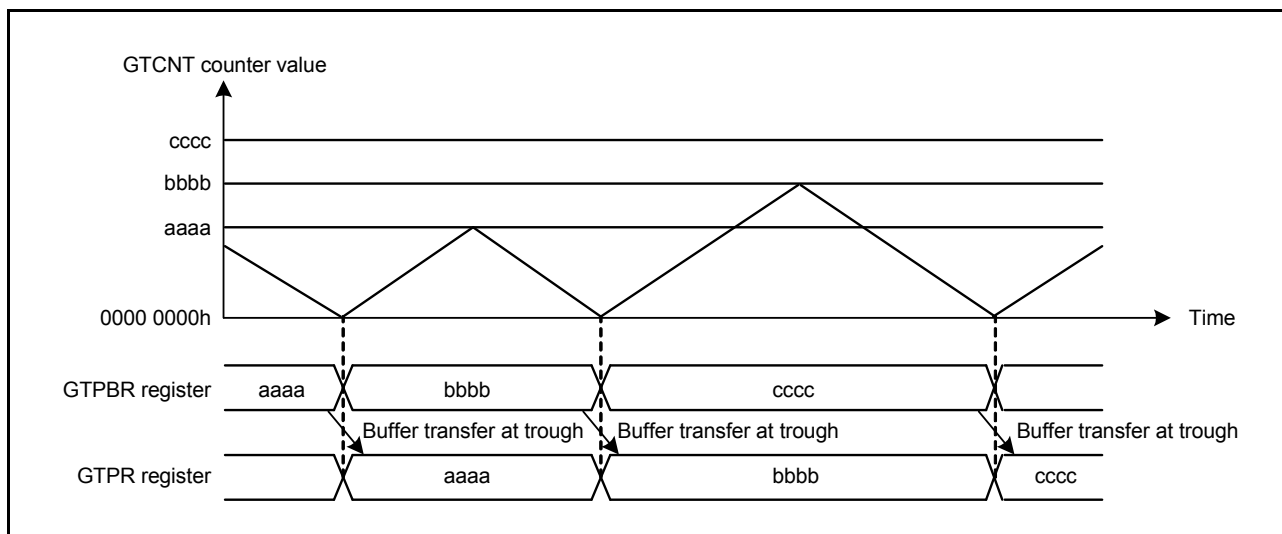 GTCNT counter value
cccc
bbbb
aaaa
0000 0000h
Time
GTPBR register
aaaa
bbbb
cccc
Buffer transfer at trough
Buffer transfer at trough
Buffer transfer at trough
GTPR register
aaaa
bbbb
cccc